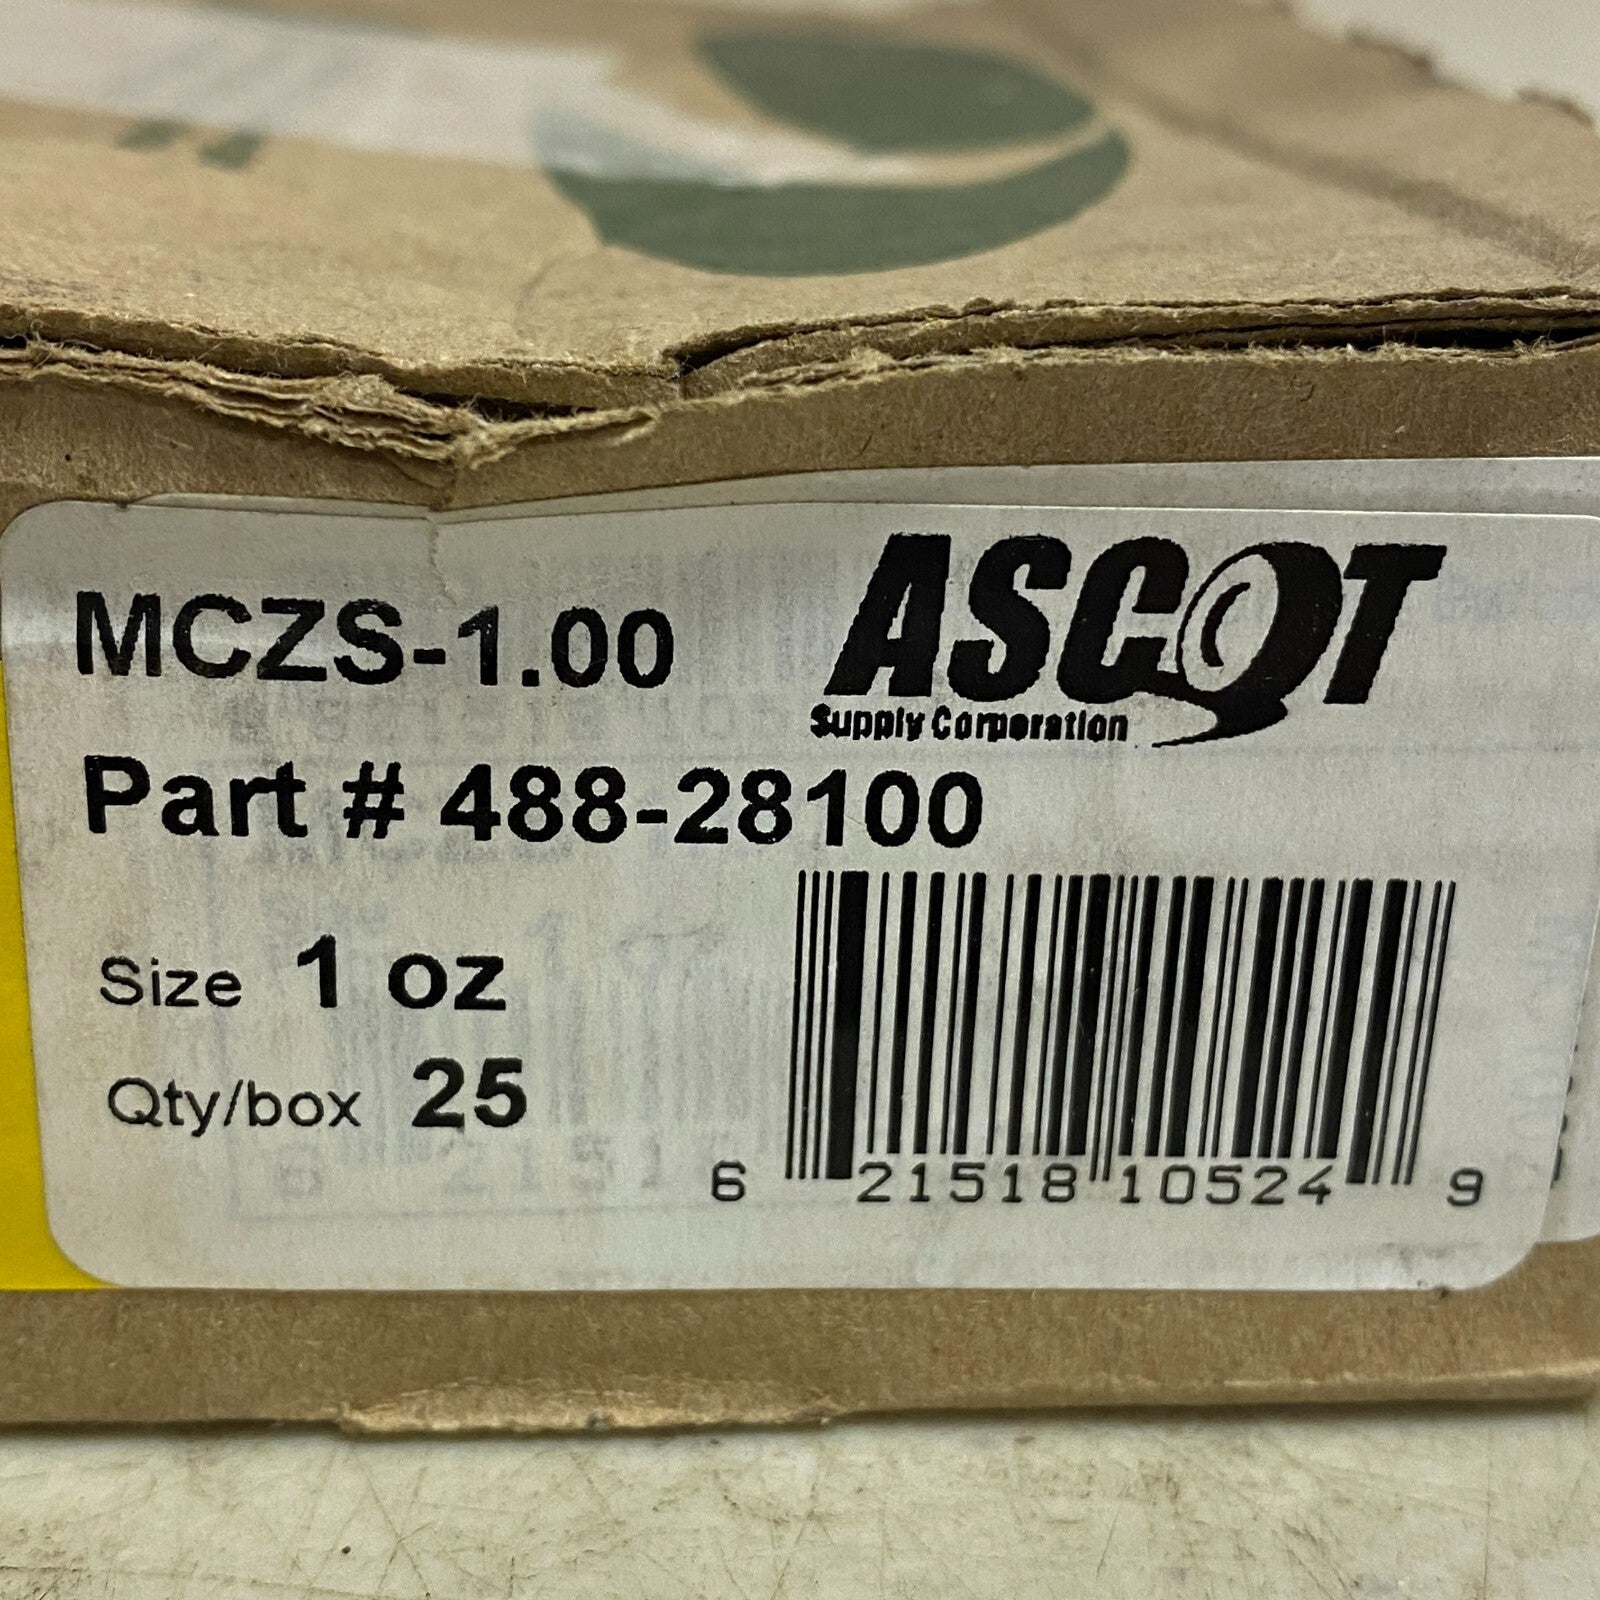 MCZS-1.00
ASCOT
Supply Corporation
Part # 488-28100
Size 1 oz
Qty/box 25
6 21518 10524 9